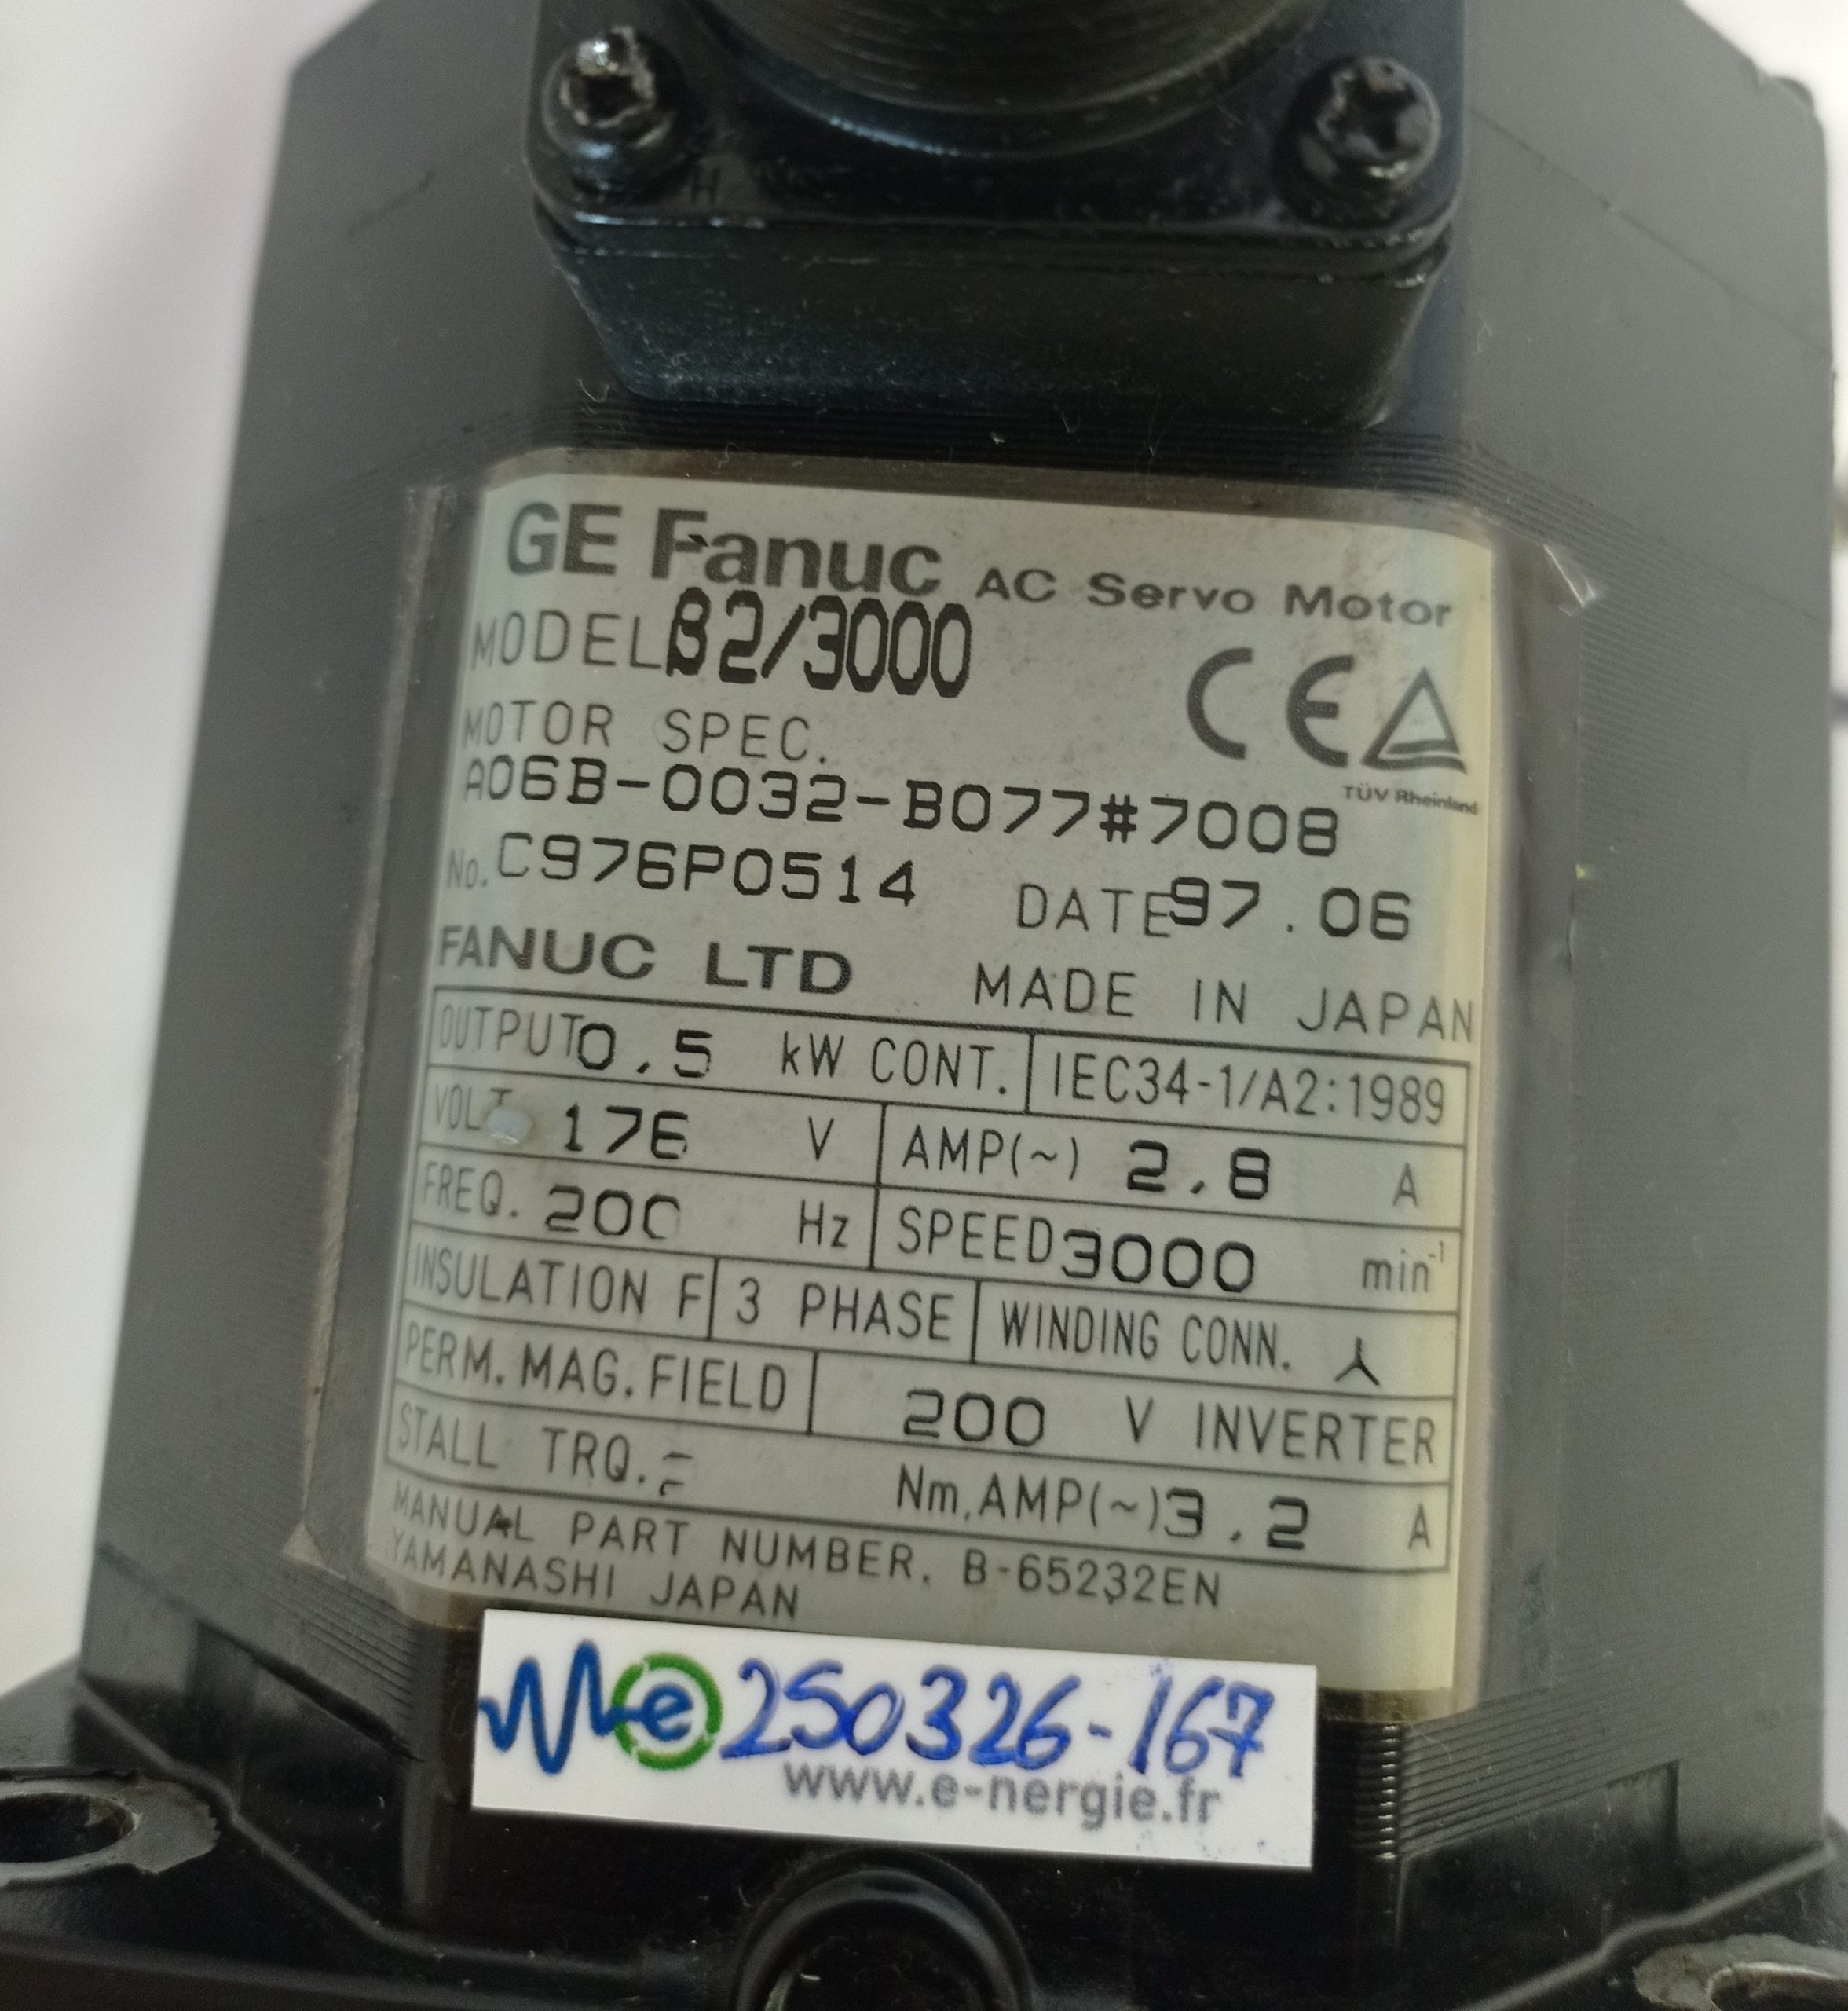 GE Fanuc AC Servo Motor
MODEL β2/3000
CE
TÜV Rheinland
MOTOR SPEC.
A06B-0032-B077#7008
No. C976P0514 DATE 97.06
FANUC LTD MADE IN JAPAN
OUTPUT 0.5 kW CONT. IEC34-1/A2:1989
VOLT 176 V AMP(~) 2.8 A
FREQ. 200 Hz SPEED 3000 min⁻¹
INSULATION F 3 PHASE WINDING CONN.
PERM. MAG. FIELD 200 V INVERTER
STALL TRQ. Nm, AMP(~) 3.2 A
MANUAL PART NUMBER. B-65232EN
YAMANASHI JAPAN
e 250326-167
www.e-nergie.fr